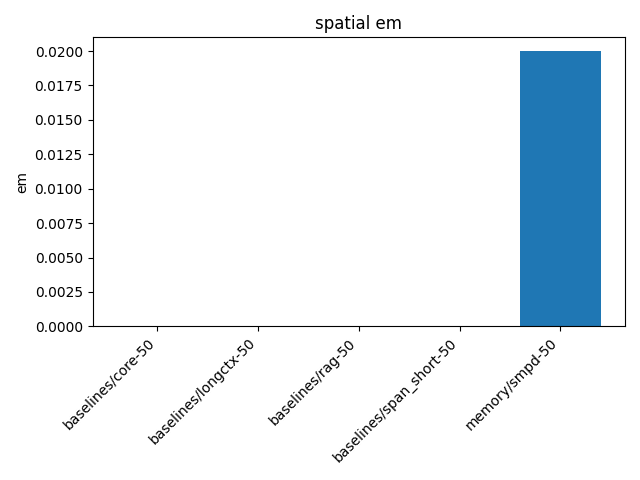 spatial em
em
0.0200
0.0175
0.0150
0.0125
0.0100
0.0075
0.0050
0.0025
0.0000
baselines/core-50
baselines/longctx-50
baselines/rag-50
baselines/span_short-50
memory/smpd-50